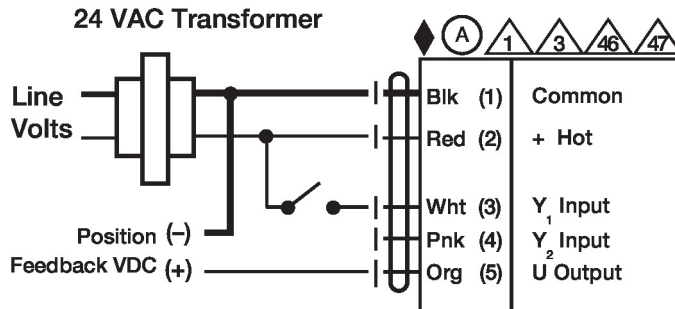 24 VAC Transformer
A 1 3 46 47
Line
Volts
Blk (1) Common
Red (2) + Hot
Wht (3) Y1 Input
Pnk (4) Y2 Input
Org (5) U Output
Position (–)
Feedback VDC (+)